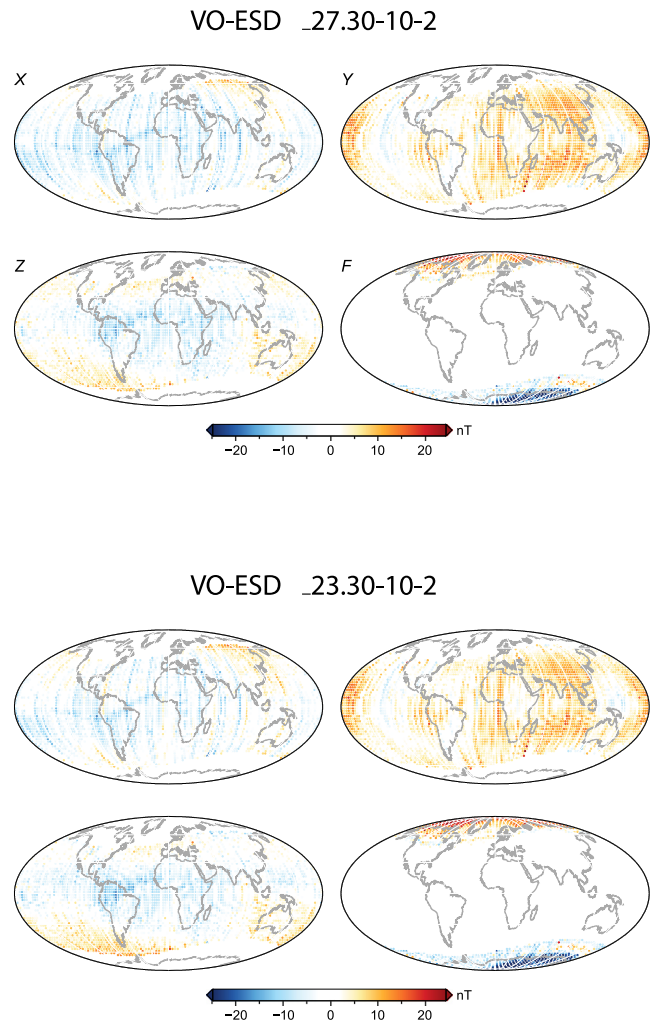 VO-ESD _27.30-10-2
X Y
Z F
−20 −10 0 10 20 nT
VO-ESD _23.30-10-2
−20 −10 0 10 20 nT